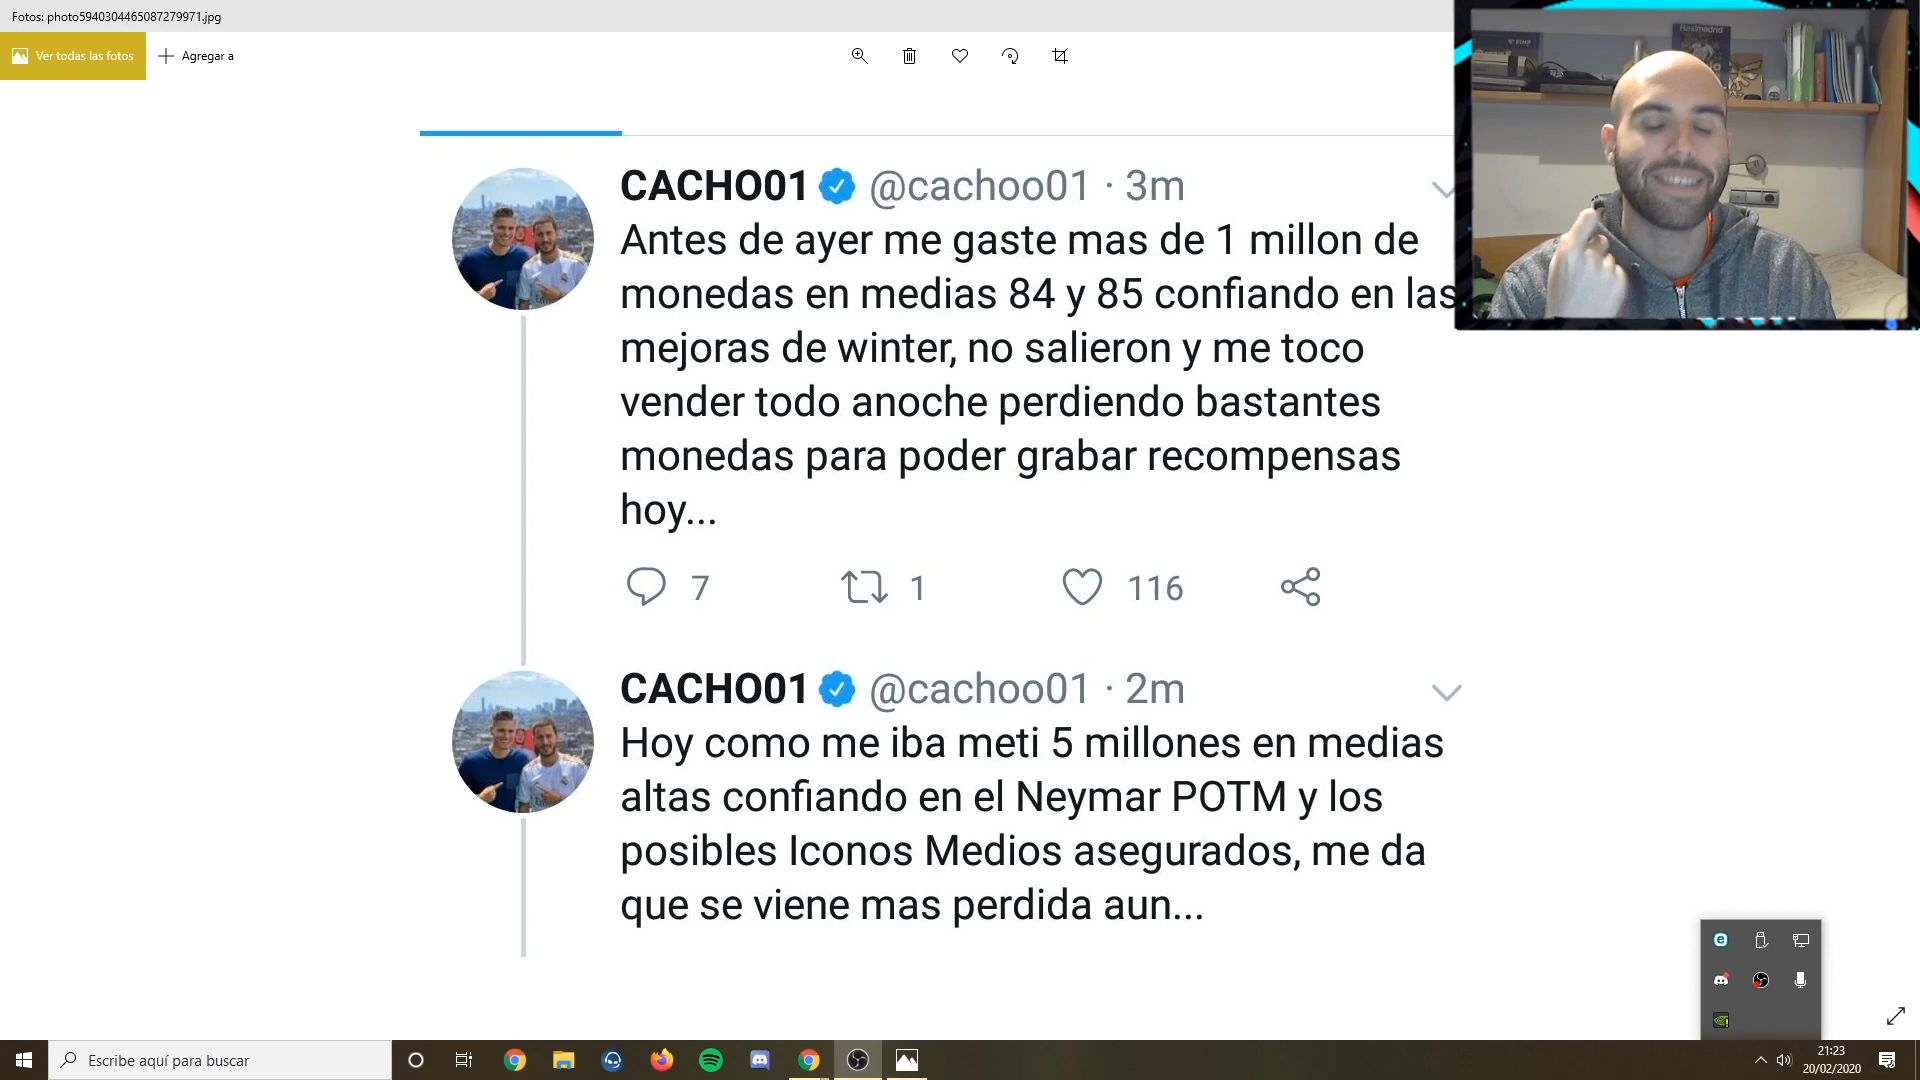 Fotos: photo5940304465087279971.jpg
Ver todas las fotos
Agregar a
CACHO01 @cachoo01 · 3m
Antes de ayer me gaste mas de 1 millon de
monedas en medias 84 y 85 confiando en las
mejoras de winter, no salieron y me toco
vender todo anoche perdiendo bastantes
monedas para poder grabar recompensas
hoy...
7 1 116
CACHO01 @cachoo01 · 2m
Hoy como me iba meti 5 millones en medias
altas confiando en el Neymar POTM y los
posibles Iconos Medios asegurados, me da
que se viene mas perdida aun...
Escribe aquí para buscar
21:23
20/02/2020